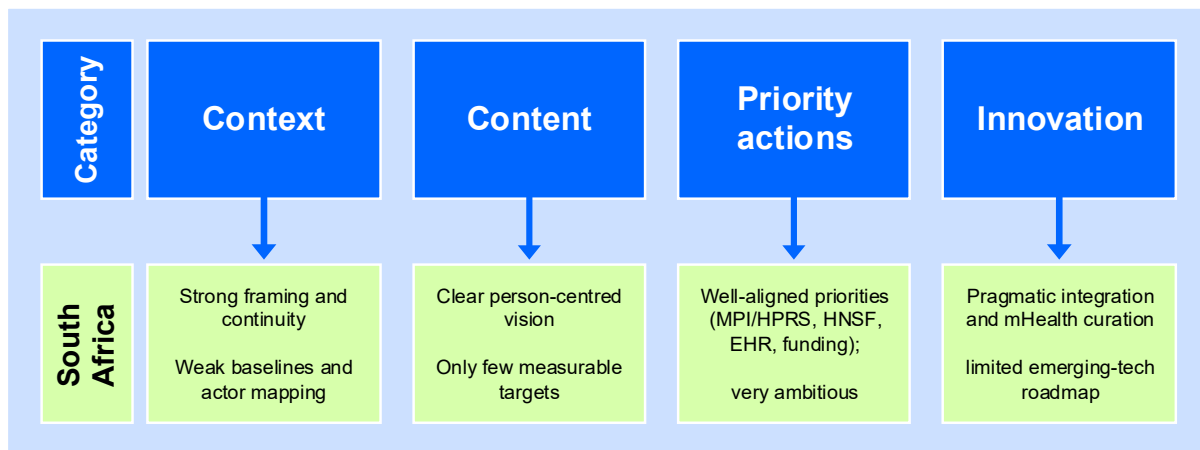 Category
Context
Content
Priority
actions
Innovation
South
Africa
Strong framing and
continuity
Weak baselines and
actor mapping
Clear person-centred
vision
Only few measurable
targets
Well-aligned priorities
(MPI/HPRS, HNSF,
EHR, funding);
very ambitious
Pragmatic integration
and mHealth curation
limited emerging-tech
roadmap